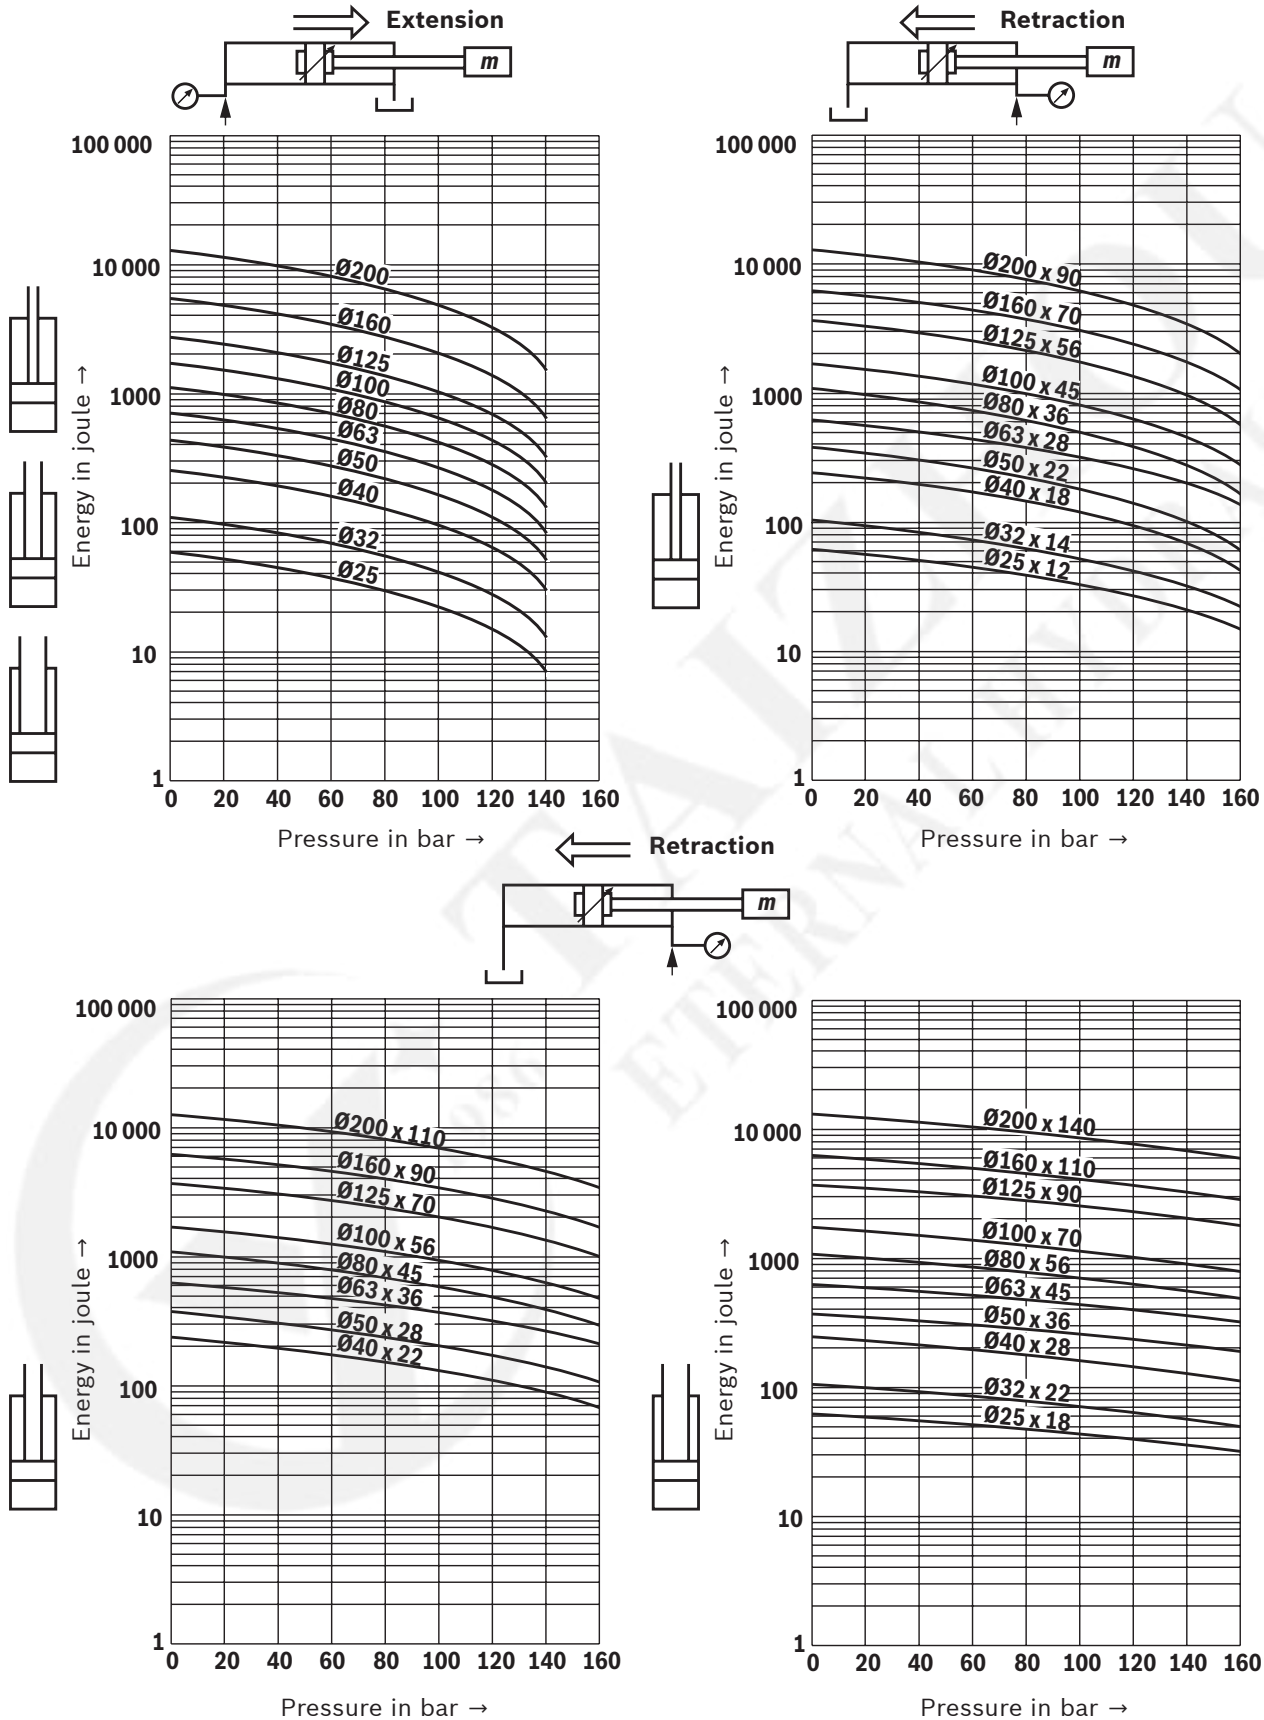 Extension
m
100 000
10 000
1000
100
10
1
Energy in joule →
Ø200
Ø160
Ø125
Ø100
Ø80
Ø63
Ø50
Ø40
Ø32
Ø25
0 20 40 60 80 100 120 140 160
Pressure in bar →
Retraction
m
100 000
10 000
1000
100
10
1
Energy in joule →
Ø200 x 90
Ø160 x 70
Ø125 x 56
Ø100 x 45
Ø80 x 36
Ø63 x 28
Ø50 x 22
Ø40 x 18
Ø32 x 14
Ø25 x 12
0 20 40 60 80 100 120 140 160
Pressure in bar →
Retraction
m
100 000
10 000
1000
100
10
1
Energy in joule →
Ø200 x 110
Ø160 x 90
Ø125 x 70
Ø100 x 56
Ø80 x 45
Ø63 x 36
Ø50 x 28
Ø40 x 22
0 20 40 60 80 100 120 140 160
Pressure in bar →
100 000
10 000
1000
100
10
1
Energy in joule →
Ø200 x 140
Ø160 x 110
Ø125 x 90
Ø100 x 70
Ø80 x 56
Ø63 x 45
Ø50 x 36
Ø40 x 28
Ø32 x 22
Ø25 x 18
0 20 40 60 80 100 120 140 160
Pressure in bar →
ETERNAL
1986